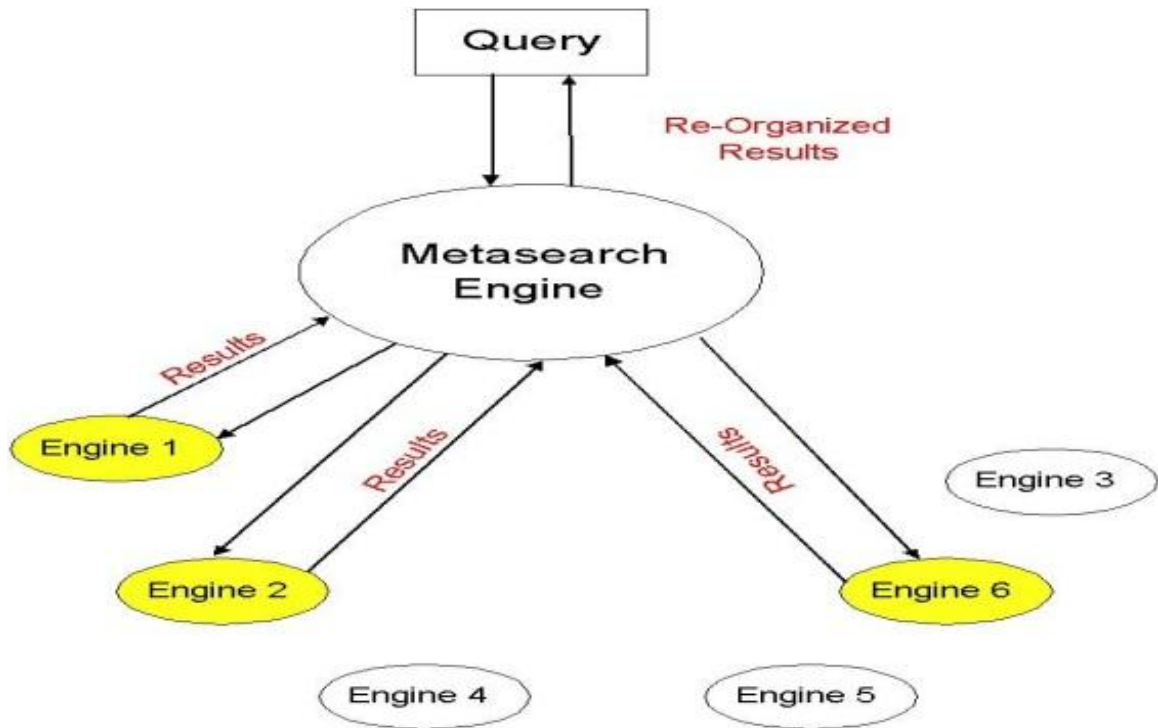 Query
Re-Organized
Results
Metasearch
Engine
Results
Engine 1
Results
Results
Engine 3
Engine 2
Engine 6
Engine 4
Engine 5